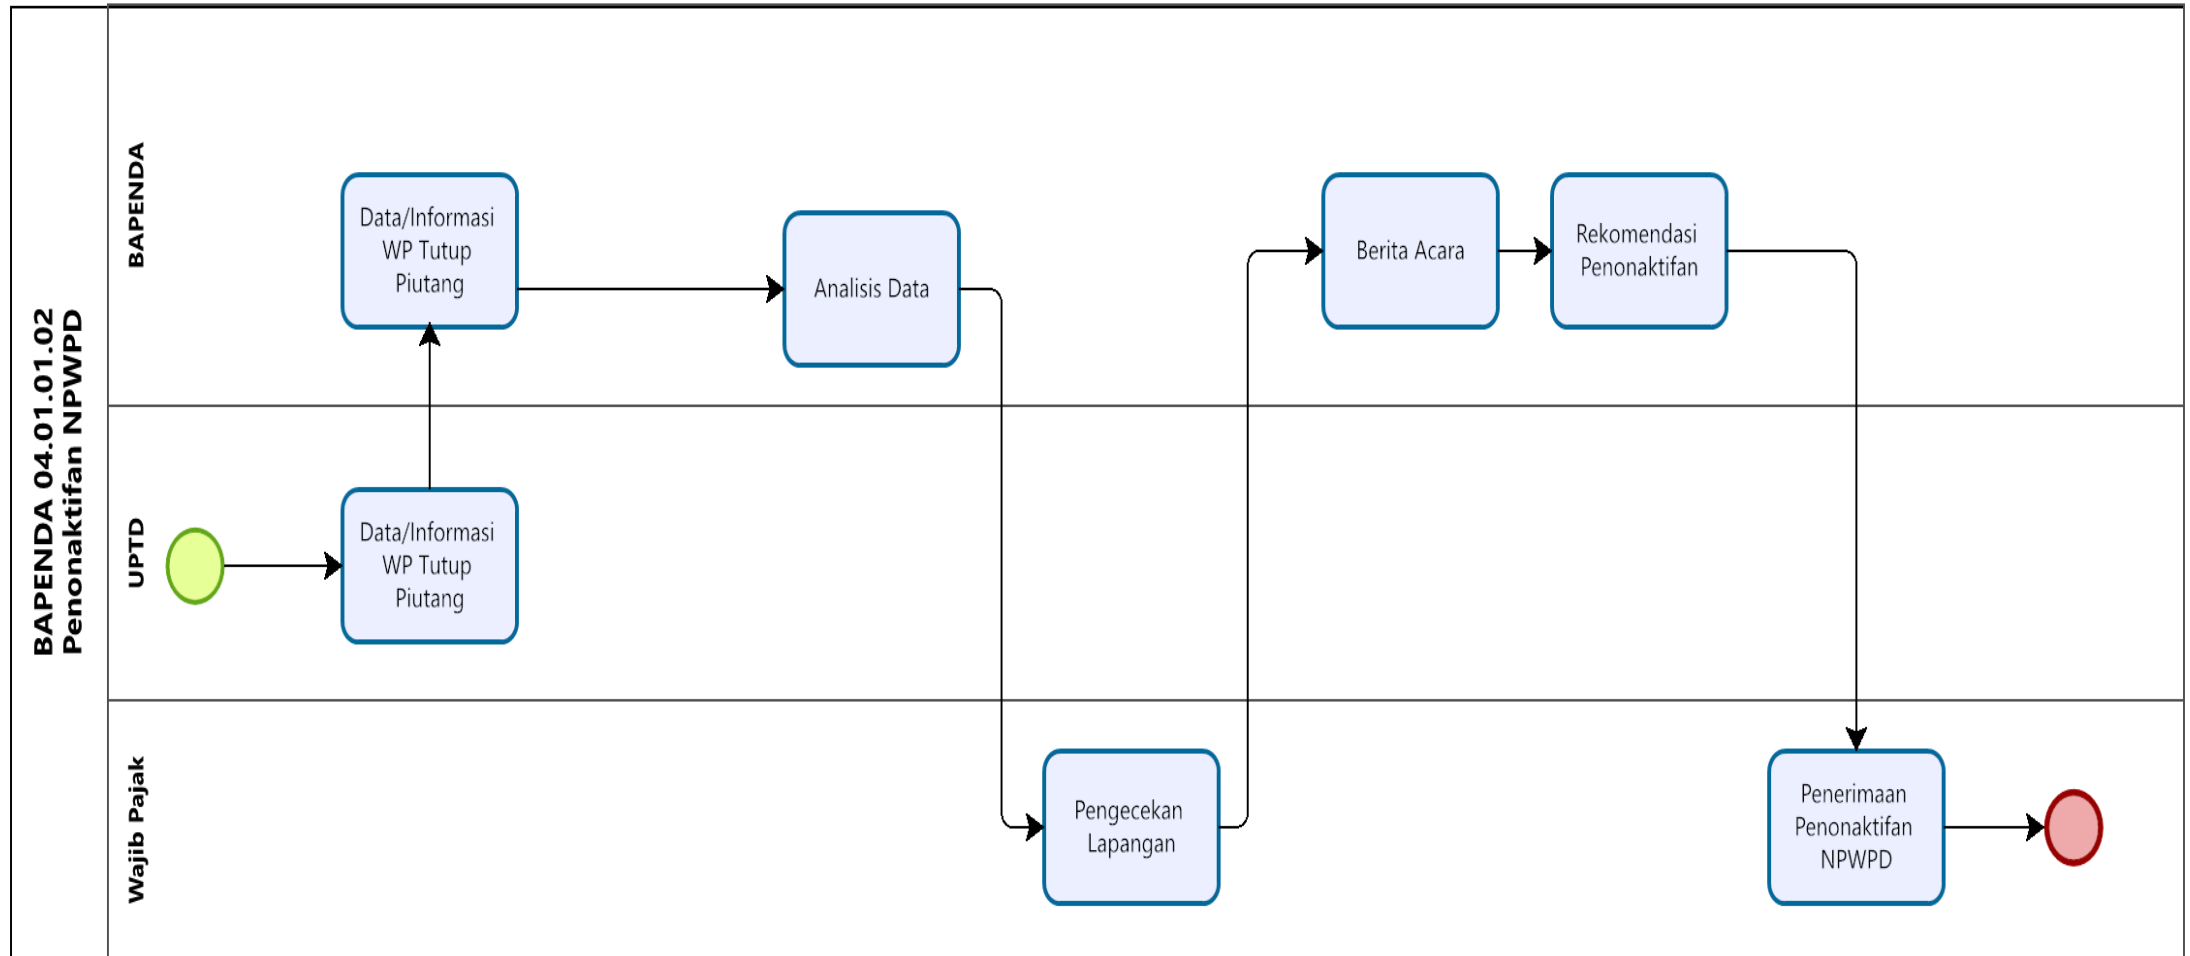 BAPENDA 04.01.01.02
Penonaktifan NPWPD
BAPENDA
Data/Informasi
WP Tutup
Piutang
Analisis Data
Berita Acara
Rekomendasi
Penonaktifan
UPTD
Data/Informasi
WP Tutup
Piutang
Wajib Pajak
Pengecekan
Lapangan
Penerimaan
Penonaktifan
NPWPD